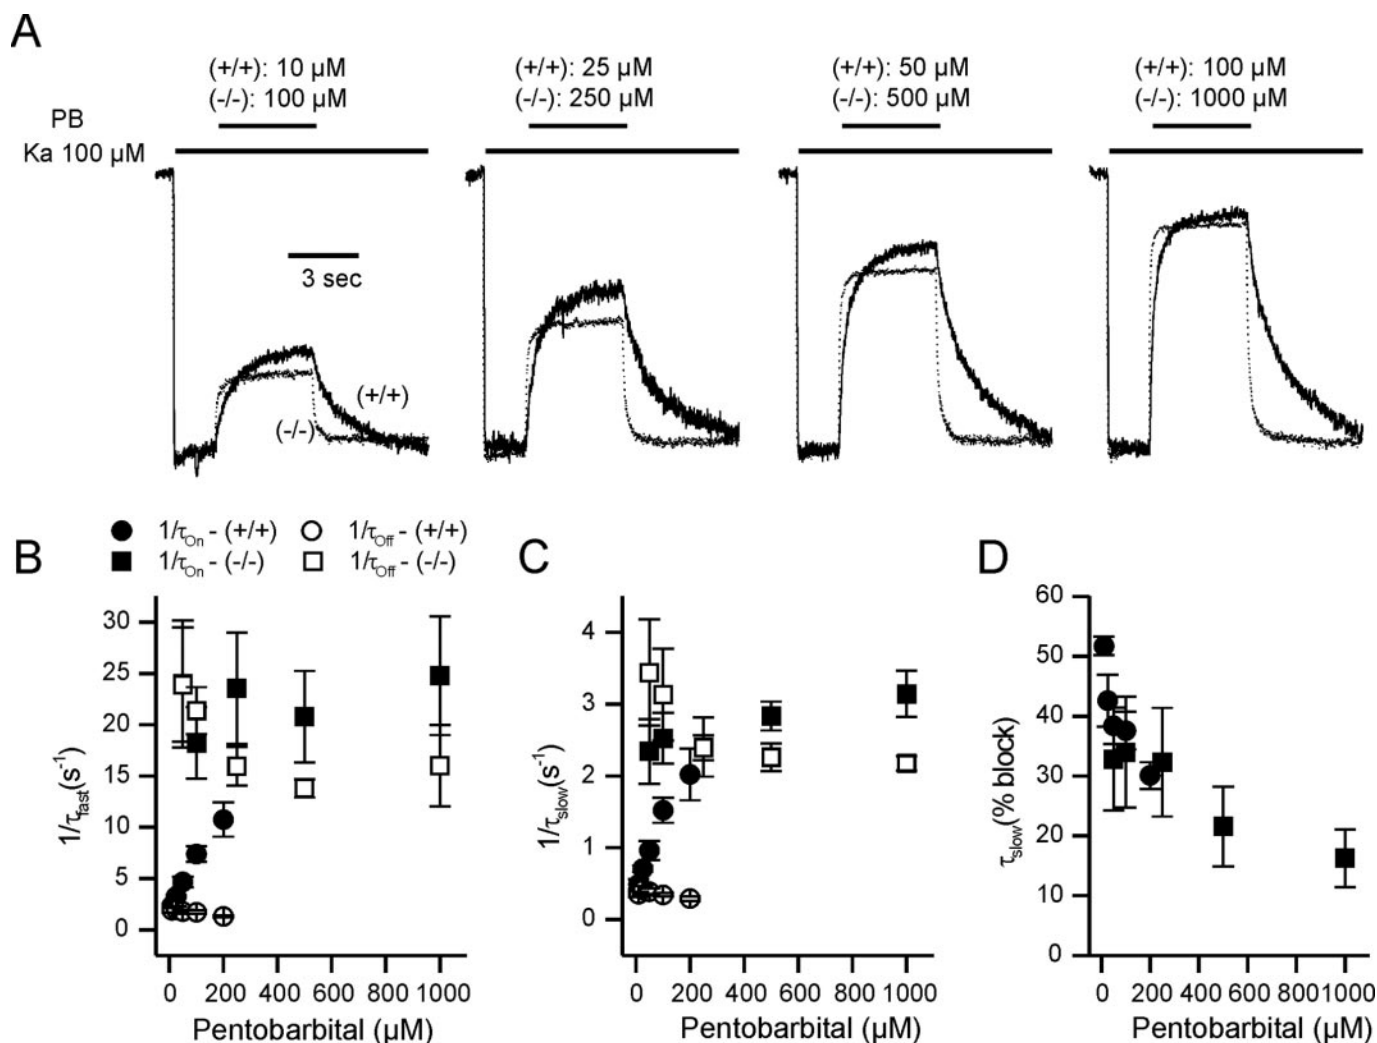 A
(+/+): 10 µM
(-/-): 100 µM
(+/+): 25 µM
(-/-): 250 µM
(+/+): 50 µM
(-/-): 500 µM
(+/+): 100 µM
(-/-): 1000 µM
PB
Ka 100 µM
3 sec
(+/+)
(-/-)
1/τOn - (+/+)
1/τOff - (+/+)
1/τOn - (-/-)
1/τOff - (-/-)
B
1/τfast(s-1)
30
25
20
15
10
5
0
0 200 400 600 800 1000
Pentobarbital (µM)
C
1/τslow(s-1)
4
3
2
1
0
0 200 400 600 800 1000
Pentobarbital (µM)
D
τslow(% block)
60
50
40
30
20
10
0
0 200 400 600 800 1000
Pentobarbital (µM)